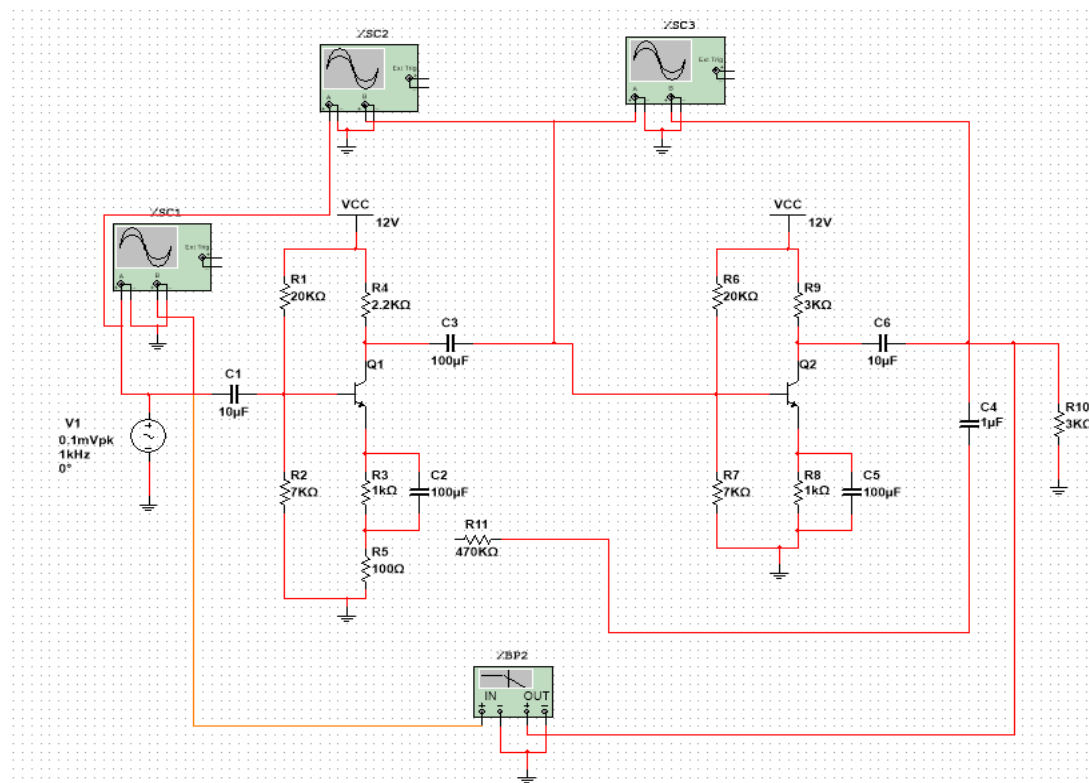 XSC2
Ext Trig
A
B
XSC3
Ext Trig
A
B
XSC1
Ext Trig
A
B
VCC
12V
R1
20KΩ
R4
2.2KΩ
C3
100µF
Q1
C1
10µF
V1
0.1mVpk
1kHz
0°
R2
7KΩ
R3
1kΩ
C2
100µF
R5
100Ω
R11
470KΩ
VCC
12V
R6
20KΩ
R9
3KΩ
C6
10µF
Q2
C4
1µF
R10
3KΩ
R7
7KΩ
R8
1kΩ
C5
100µF
XBP2
IN OUT